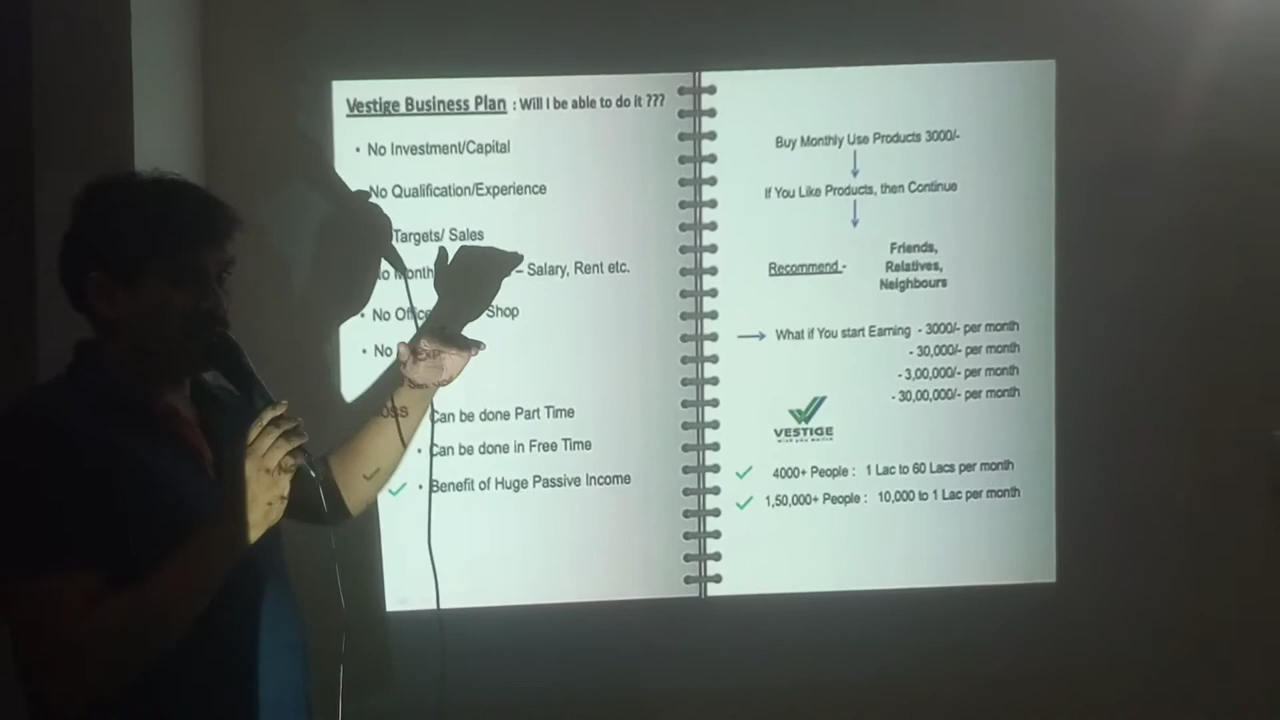 Vestige Business Plan : Will I be able to do it ???
• No Investment/Capital
No Qualification/Experience
Targets/ Sales
– Salary, Rent etc.
• No Shop
• No
Can be done Part Time
• Can be done in Free Time
• Benefit of Huge Passive Income
Buy Monthly Use Products 3000/-
If You Like Products, then Continue
Recommend:- Friends,
Relatives,
Neighbours
What if You start Earning - 3000/- per month
- 30,000/- per month
- 3,00,000/- per month
- 30,00,000/- per month
VESTIGE
4000+ People : 1 Lac to 60 Lacs per month
1,50,000+ People : 10,000 to 1 Lac per month